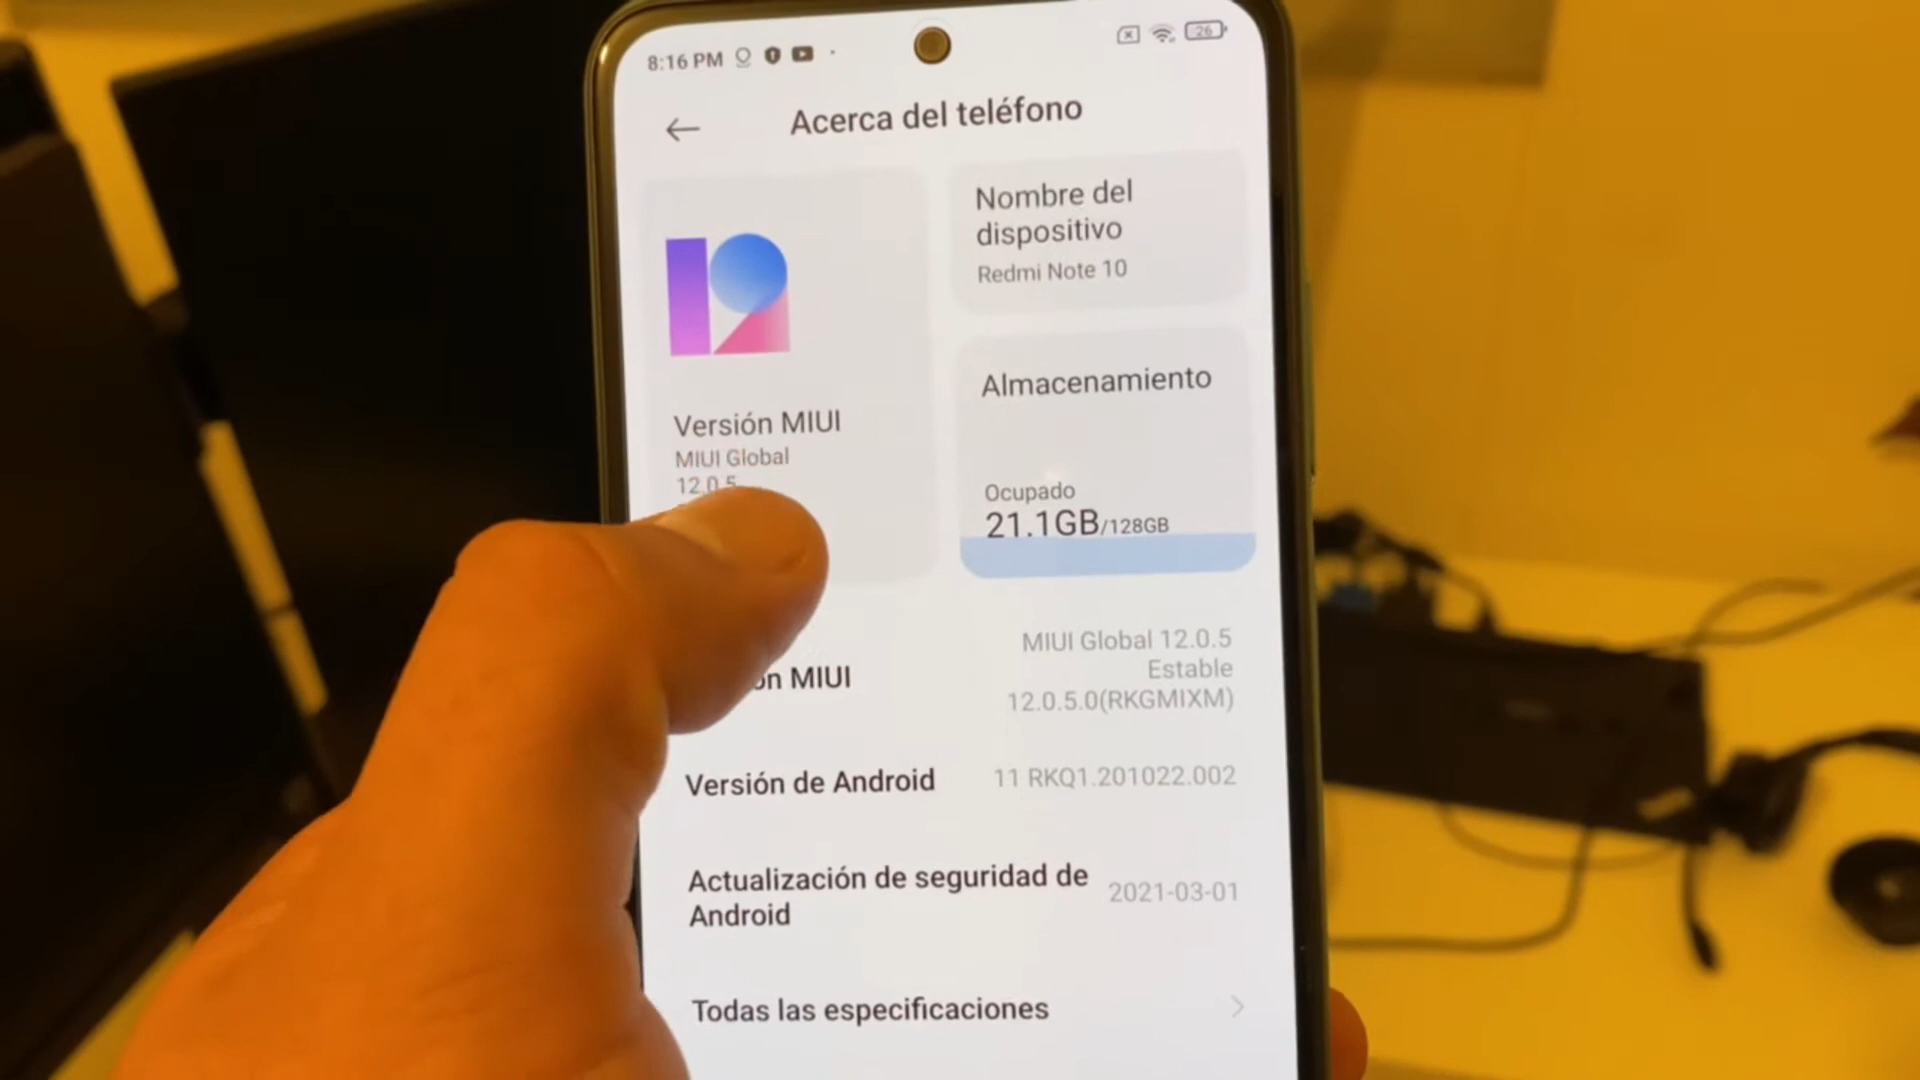 8:16 PM
26
Acerca del teléfono
Nombre del
dispositivo
Redmi Note 10
Versión MIUI
MIUI Global
12.0.5
Almacenamiento
Ocupado
21.1GB/128GB
MIUI
MIUI Global 12.0.5
Estable
12.0.5.0(RKGMIXM)
Versión de Android
11 RKQ1.201022.002
Actualización de seguridad de
Android
2021-03-01
Todas las especificaciones